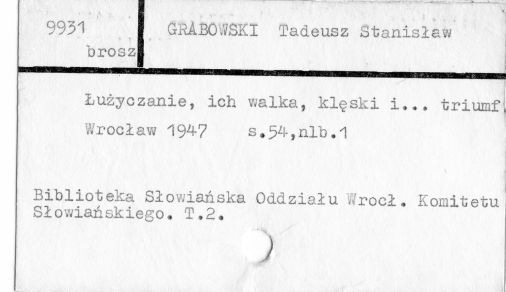 9931
brosz
GRABOWSKI Tadeusz Stanisław
Łużyczanie, ich walka, klęski i... triumf.
Wrocław 1947 s.54,nlb.1
Biblioteka Słowiańska Oddziału Wrocł. Komitetu
Słowiańskiego. T.2.